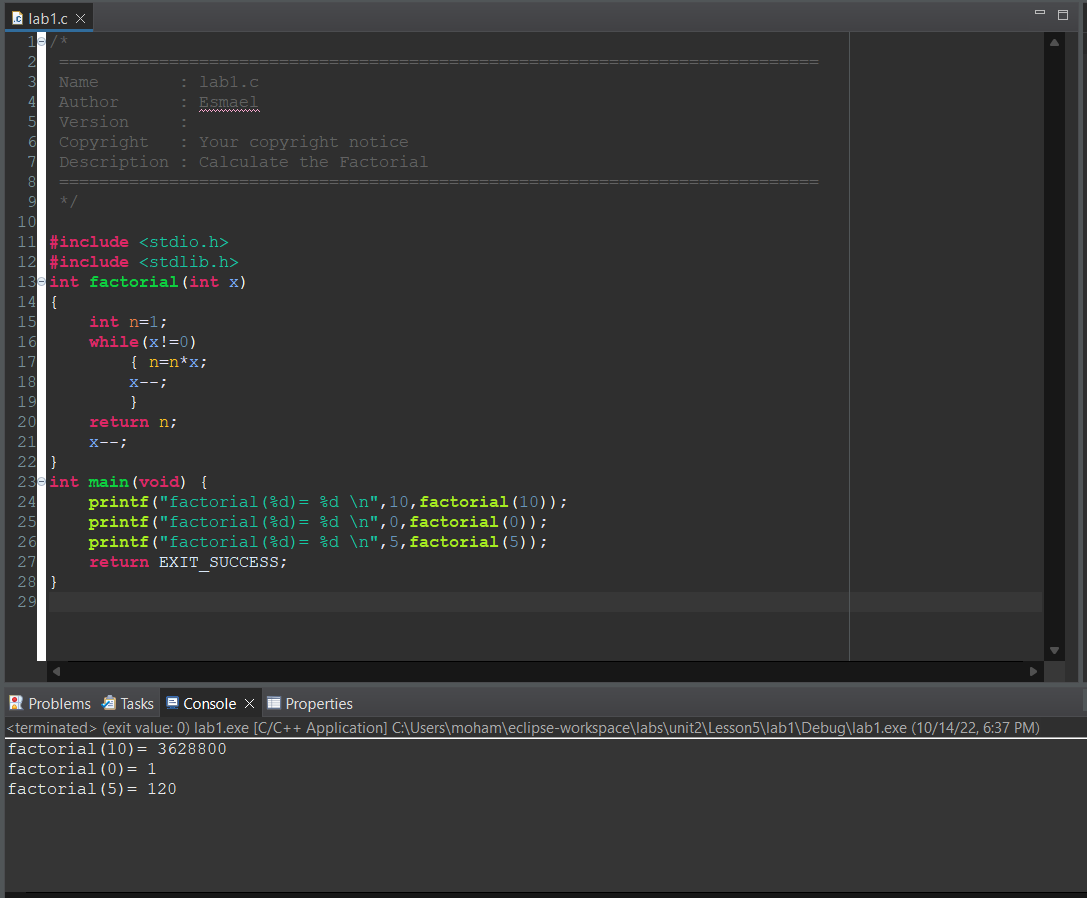 lab1.c
1 /*
2 ============================================================================
3 Name        : lab1.c
4 Author      : Esmael
5 Version     :
6 Copyright   : Your copyright notice
7 Description : Calculate the Factorial
8 ============================================================================
9 */
10
11 #include <stdio.h>
12 #include <stdlib.h>
13 int factorial(int x)
14 {
15     int n=1;
16     while(x!=0)
17         { n=n*x;
18         x--;
19         }
20     return n;
21     x--;
22 }
23 int main(void) {
24     printf("factorial(%d)= %d \n",10,factorial(10));
25     printf("factorial(%d)= %d \n",0,factorial(0));
26     printf("factorial(%d)= %d \n",5,factorial(5));
27     return EXIT_SUCCESS;
28 }
29
Problems Tasks Console Properties
<terminated> (exit value: 0) lab1.exe [C/C++ Application] C:\Users\moham\eclipse-workspace\labs\unit2\Lesson5\lab1\Debug\lab1.exe (10/14/22, 6:37 PM)
factorial(10)= 3628800
factorial(0)= 1
factorial(5)= 120